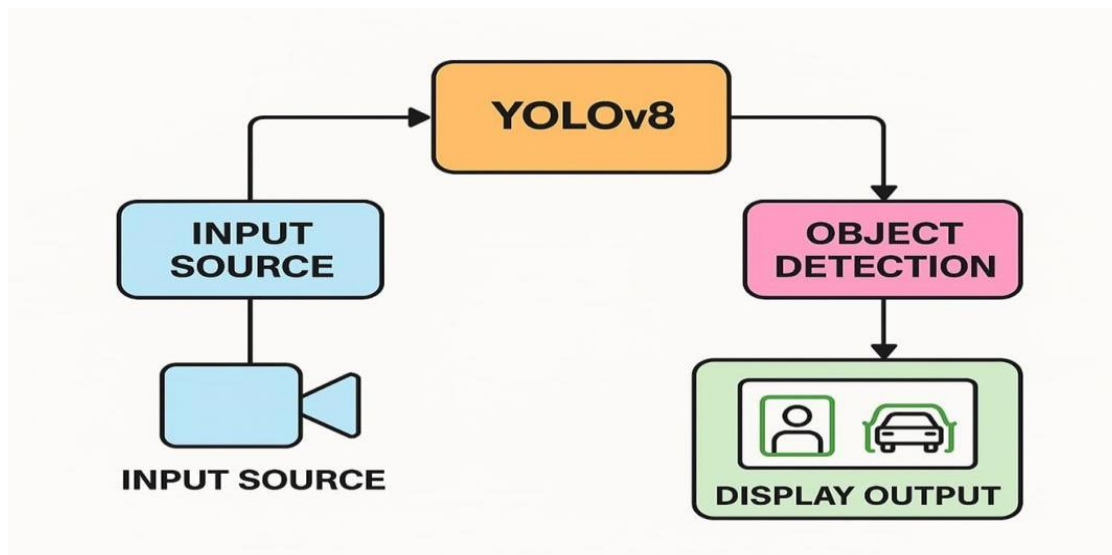 YOLOv8
INPUT
SOURCE
OBJECT
DETECTION
INPUT SOURCE
DISPLAY OUTPUT